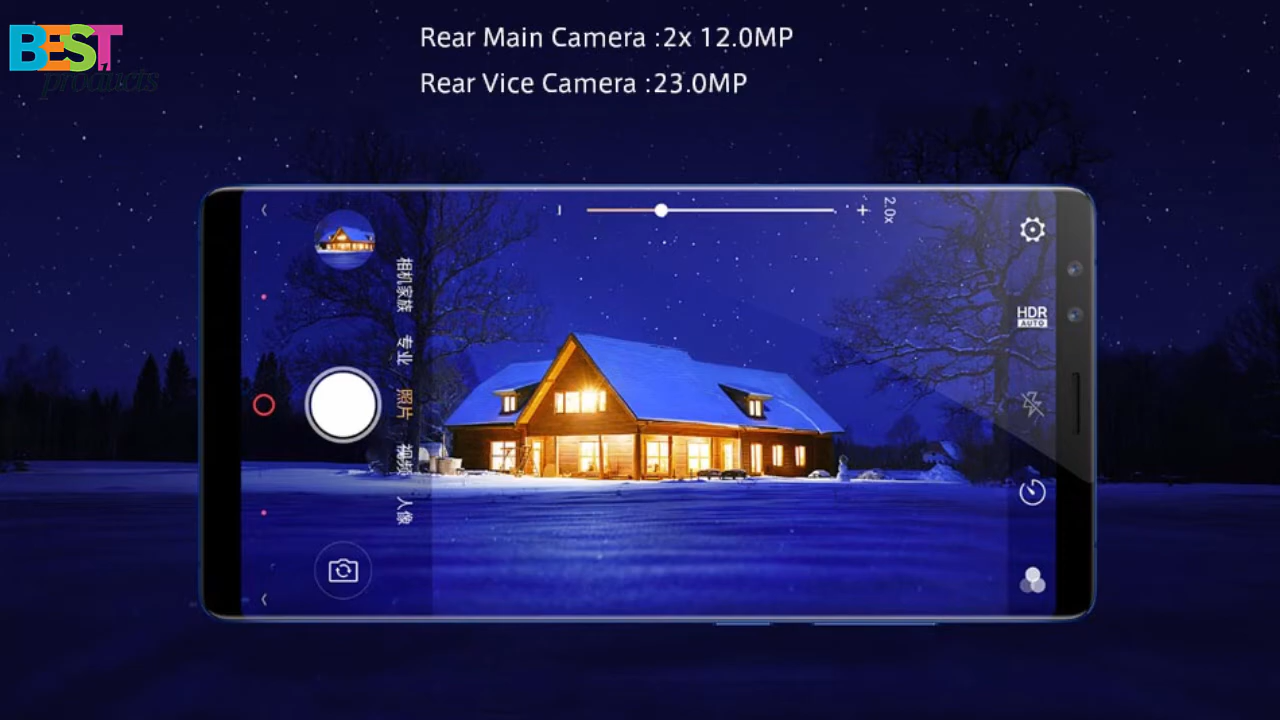 BEST
products
Rear Main Camera :2x 12.0MP
Rear Vice Camera :23.0MP
2.0x
HDR
AUTO
相机家族
专业
照片
视频
人像